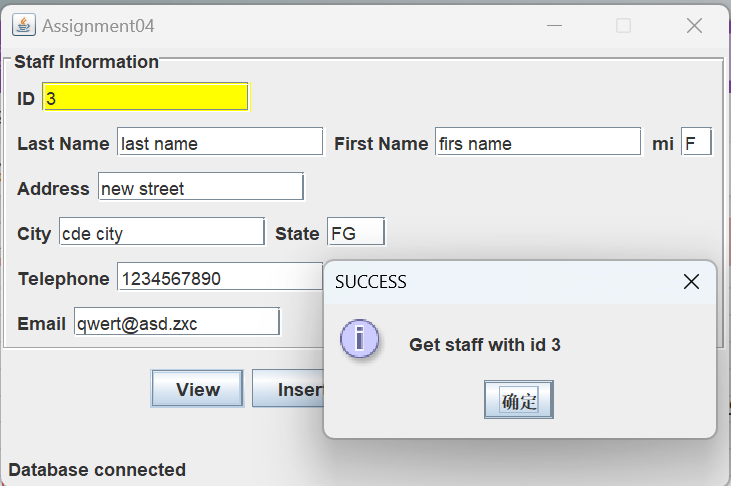 Assignment04
Staff Information
ID 3
Last Name last name First Name firs name mi F
Address new street
City cde city State FG
Telephone 1234567890
Email qwert@asd.zxc
SUCCESS
Get staff with id 3
确定
View Insert
Database connected